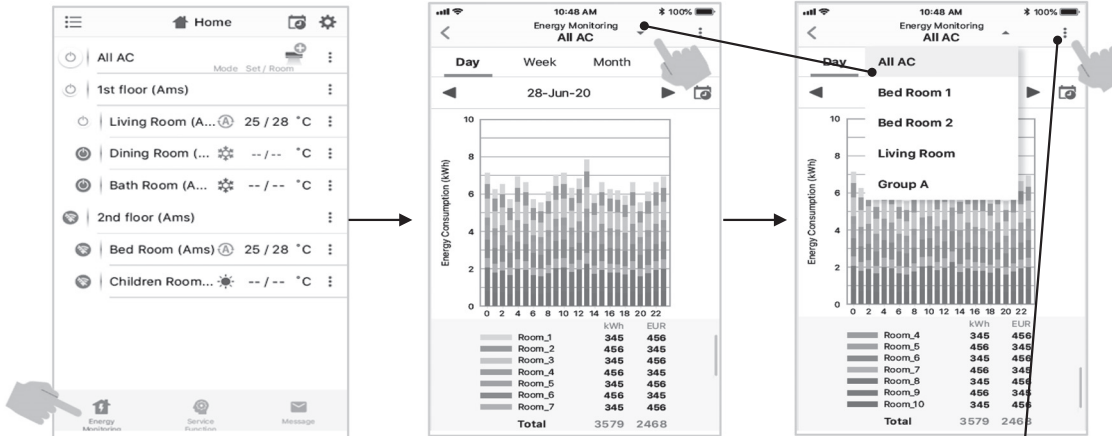 Home
All AC
Mode Set / Room
1st floor (Ams)
Living Room (A... A 25 / 28 °C
Dining Room (... -- / -- °C
Bath Room (A... -- / -- °C
2nd floor (Ams)
Bed Room (Ams) A 25 / 28 °C
Children Room... -- / -- °C
Energy Monitoring
Service Function
Message
10:48 AM 100%
Energy Monitoring
All AC
Day Week Month
28-Jun-20
Energy Consumption (kWh)
10
8
6
4
2
0
0 2 4 6 8 10 12 14 16 18 20 22
kWh EUR
Room_1 345 456
Room_2 456 345
Room_3 345 456
Room_4 456 345
Room_5 345 456
Room_6 456 345
Room_7 345 456
Total 3579 2468
10:48 AM 100%
Energy Monitoring
All AC
Day
All AC
Bed Room 1
Bed Room 2
Living Room
Group A
Energy Consumption (kWh)
10
8
6
4
2
0
0 2 4 6 8 10 12 14 16 18 20 22
kWh EUR
Room_4 345 456
Room_5 456 345
Room_6 345 456
Room_7 456 345
Room_8 345 456
Room_9 456 345
Room_10 345 456
Total 3579 2468